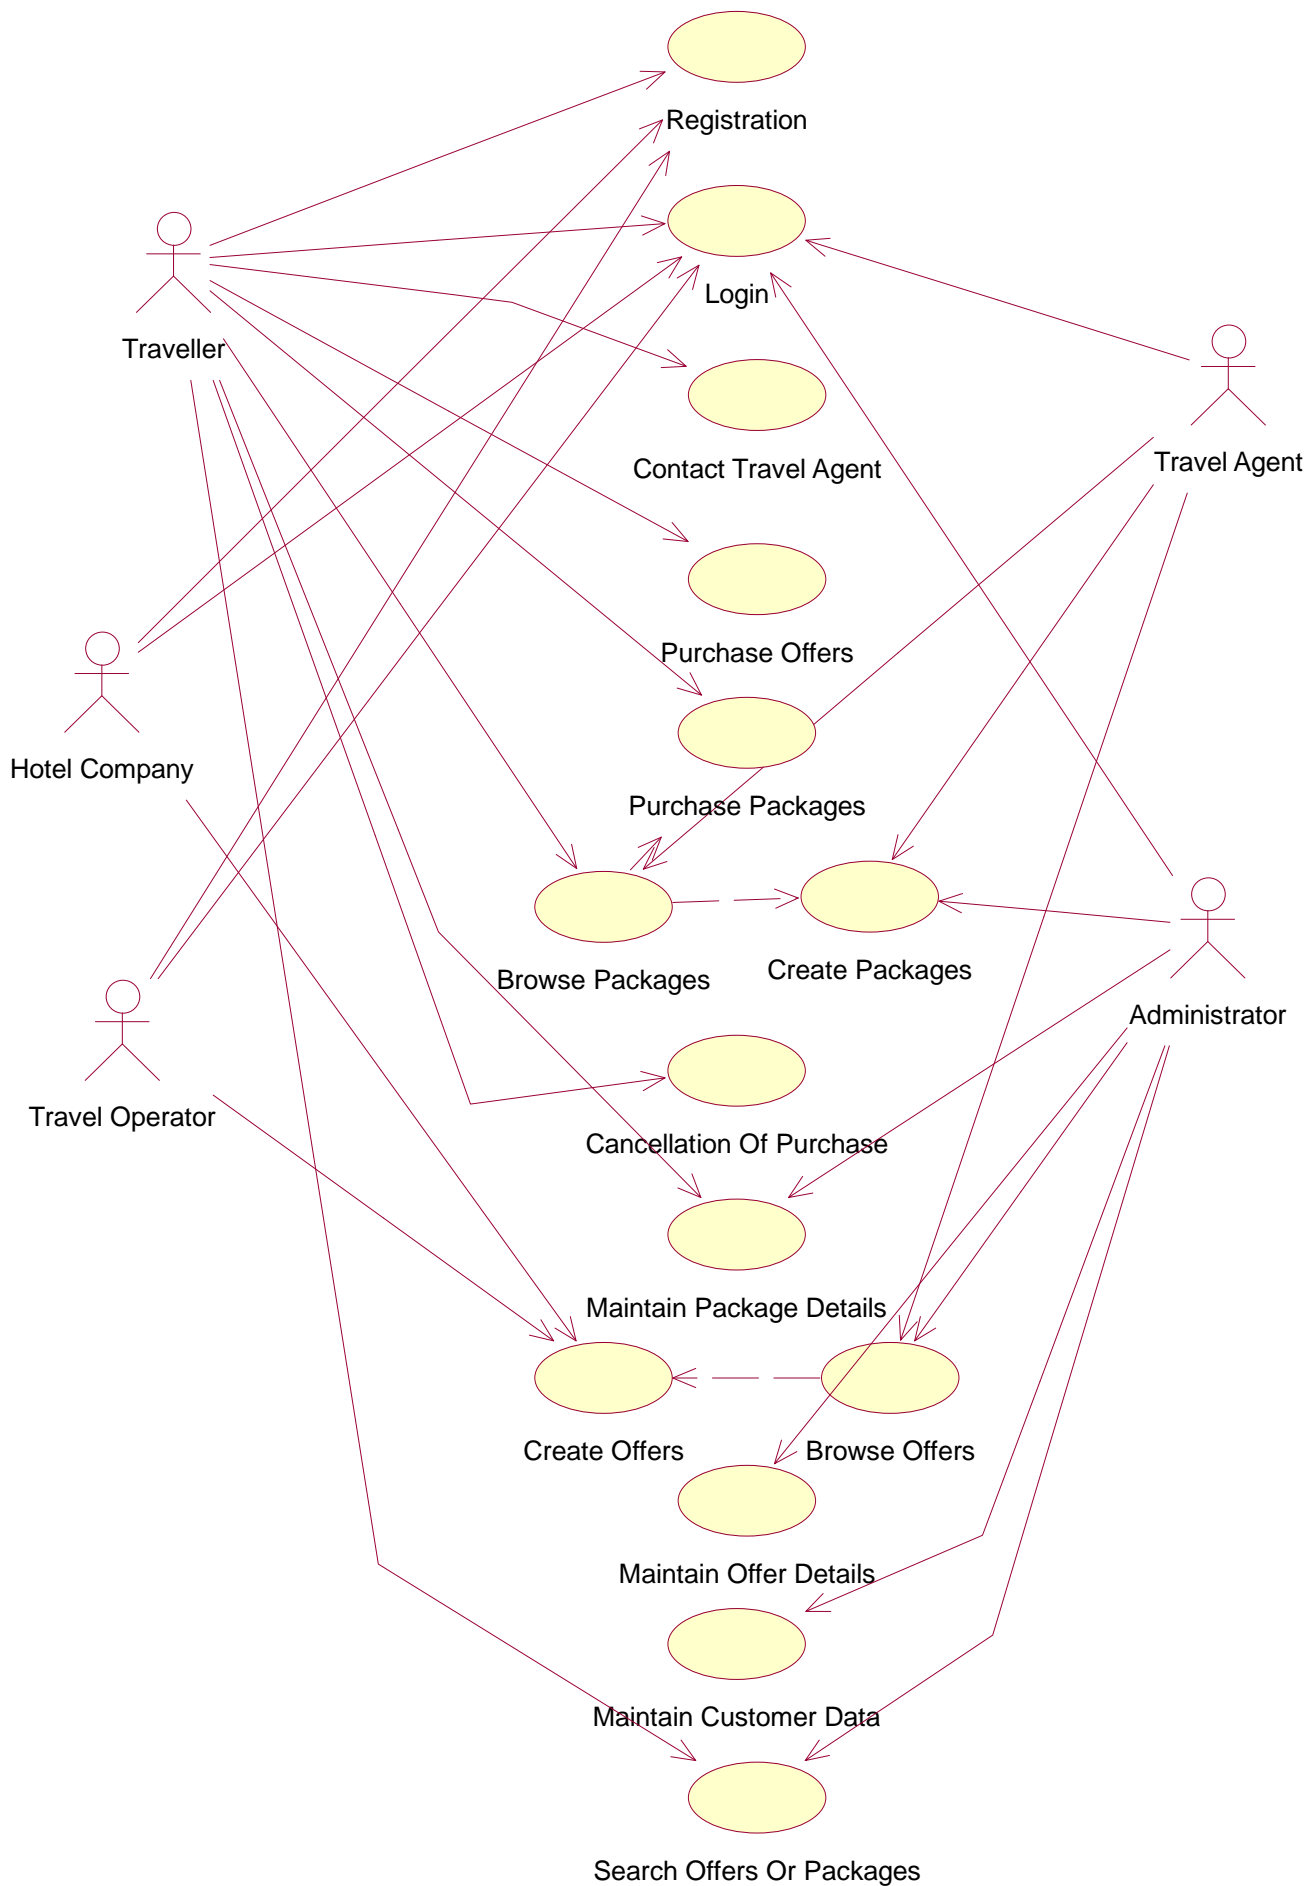 Registration
Login
Traveller
Contact Travel Agent
Travel Agent
Purchase Offers
Hotel Company
Purchase Packages
Browse Packages
Create Packages
Administrator
Travel Operator
Cancellation Of Purchase
Maintain Package Details
Create Offers
Browse Offers
Maintain Offer Details
Maintain Customer Data
Search Offers Or Packages